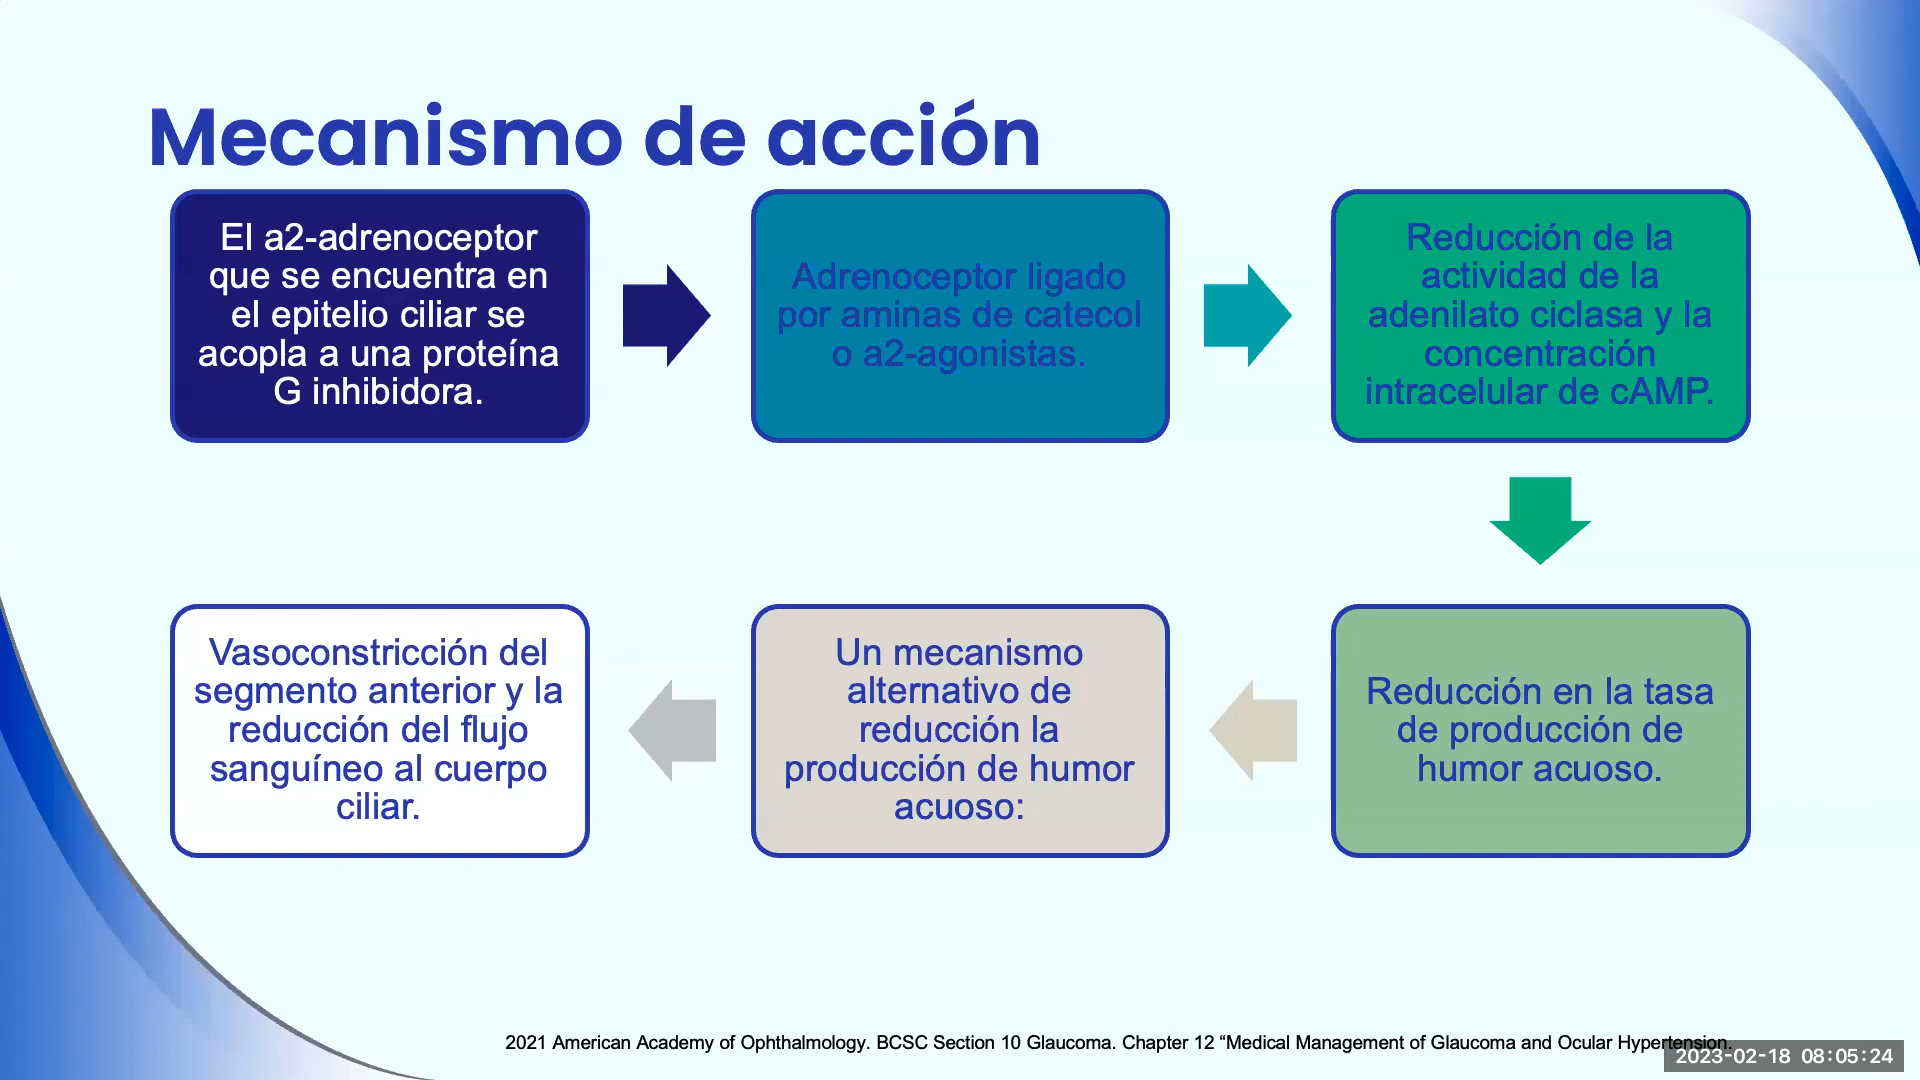 Mecanismo de acción
El a2-adrenoceptor
que se encuentra en
el epitelio ciliar se
acopla a una proteína
G inhibidora.
Adrenoceptor ligado
por aminas de catecol
o a2-agonistas.
Reducción de la
actividad de la
adenilato ciclasa y la
concentración
intracelular de cAMP.
Reducción en la tasa
de producción de
humor acuoso.
Un mecanismo
alternativo de
reducción la
producción de humor
acuoso:
Vasoconstricción del
segmento anterior y la
reducción del flujo
sanguíneo al cuerpo
ciliar.
2021 American Academy of Ophthalmology. BCSC Section 10 Glaucoma. Chapter 12 “Medical Management of Glaucoma and Ocular Hypertension.
2023-02-18 08:05:24